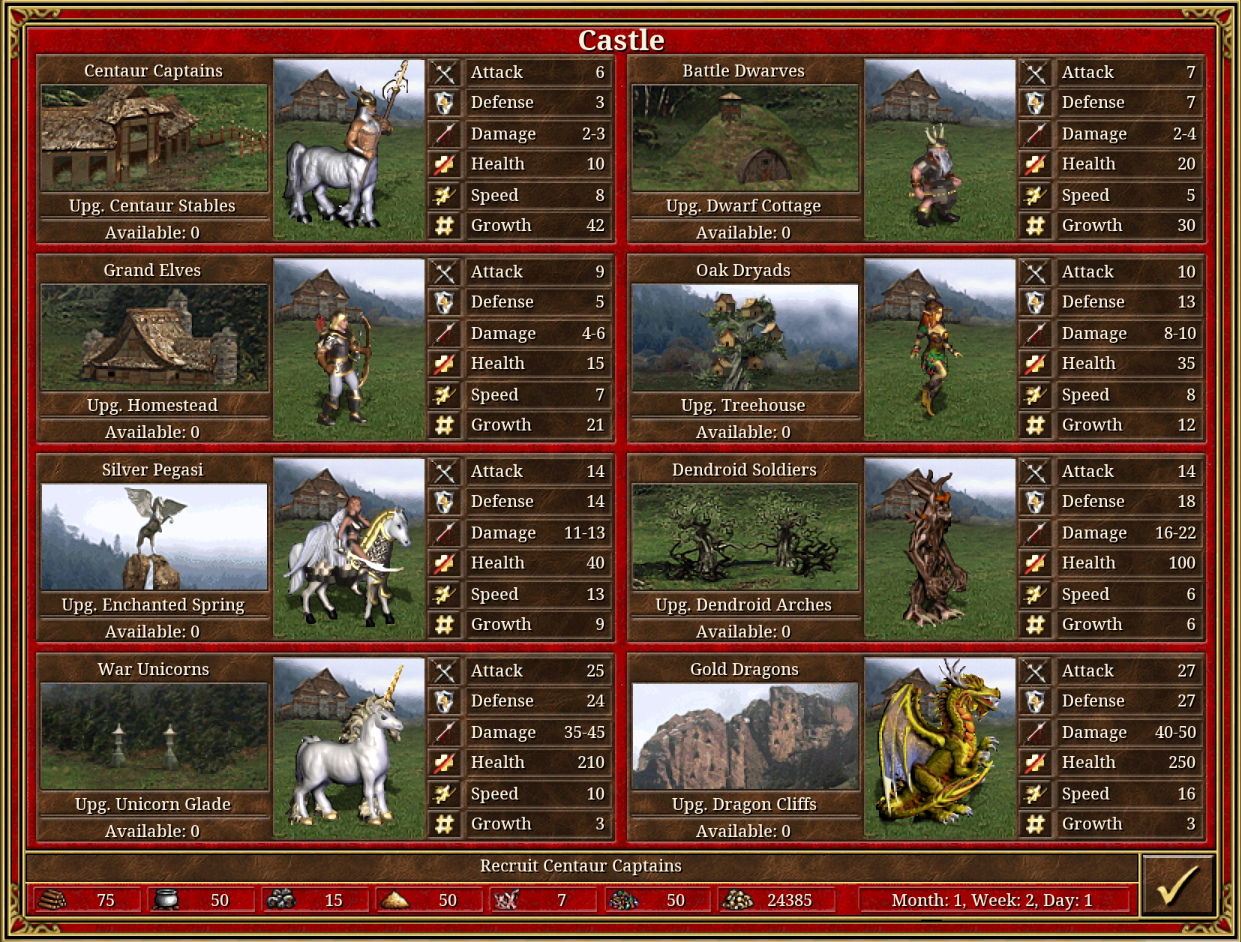 Castle
Centaur Captains
Upg. Centaur Stables
Available: 0
Attack 6
Defense 3
Damage 2-3
Health 10
Speed 8
Growth 42
Battle Dwarves
Upg. Dwarf Cottage
Available: 0
Attack 7
Defense 7
Damage 2-4
Health 20
Speed 5
Growth 30
Grand Elves
Upg. Homestead
Available: 0
Attack 9
Defense 5
Damage 4-6
Health 15
Speed 7
Growth 21
Oak Dryads
Upg. Treehouse
Available: 0
Attack 10
Defense 13
Damage 8-10
Health 35
Speed 8
Growth 12
Silver Pegasi
Upg. Enchanted Spring
Available: 0
Attack 14
Defense 14
Damage 11-13
Health 40
Speed 13
Growth 9
Dendroid Soldiers
Upg. Dendroid Arches
Available: 0
Attack 14
Defense 18
Damage 16-22
Health 100
Speed 6
Growth 6
War Unicorns
Upg. Unicorn Glade
Available: 0
Attack 25
Defense 24
Damage 35-45
Health 210
Speed 10
Growth 3
Gold Dragons
Upg. Dragon Cliffs
Available: 0
Attack 27
Defense 27
Damage 40-50
Health 250
Speed 16
Growth 3
Recruit Centaur Captains
75 50 15 50 7 50 24385 Month: 1, Week: 2, Day: 1